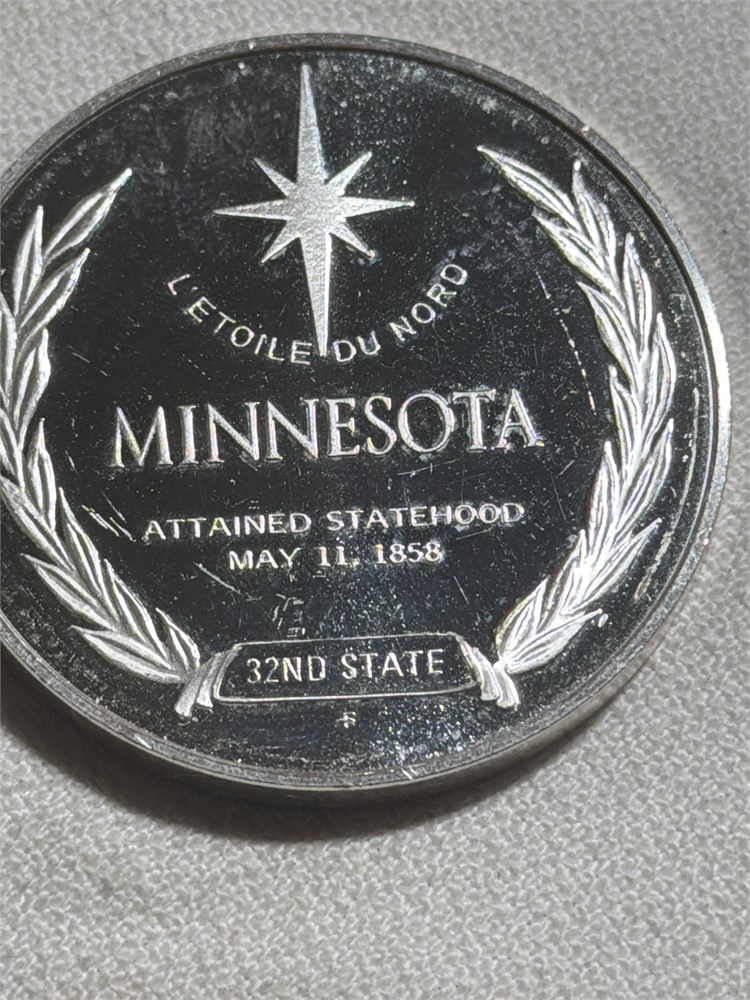 L'ETOILE DU NORD
MINNESOTA
ATTAINED STATEHOOD
MAY 11, 1858
32ND STATE